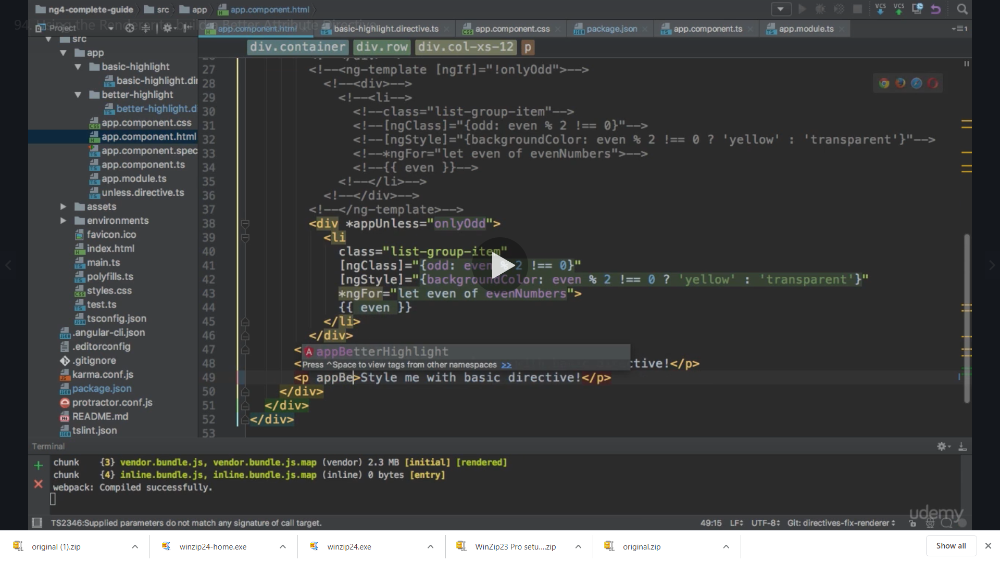 ng4-complete-guide src app app.component.html VCS VCS
94. Using the Renderer to build a Better Attribute Directive
Project
app.component.html basic-highlight.directive.ts app.component.css package.json app.component.ts app.module.ts 1
div.container div.row div.col-xs-12 p
src
app
basic-highlight
basic-highlight.di
better-highlight
better-highlight.d
app.component.css
app.component.html
app.component.spec
app.component.ts
app.module.ts
unless.directive.ts
assets
environments
favicon.ico
index.html
main.ts
polyfills.ts
styles.css
test.ts
tsconfig.json
.angular-cli.json
.editorconfig
.gitignore
karma.conf.js
package.json
protractor.conf.js
README.md
tslint.json
27 <!--<ng-template [ngIf]="!onlyOdd">-->
28 <!--<div>-->
29 <!--<li-->
30 <!--class="list-group-item"-->
31 <!--[ngClass]="{odd: even % 2 !== 0}"-->
32 <!--[ngStyle]="{backgroundColor: even % 2 !== 0 ? 'yellow' : 'transparent'}"-->
33 <!--*ngFor="let even of evenNumbers">-->
34 <!--{{ even }}-->
35 <!--</li>-->
36 <!--</div>-->
37 <!--</ng-template>-->
38 <div *appUnless="onlyOdd">
39 <li
40 class="list-group-item"
41 [ngClass]="{odd: even % 2 !== 0}"
42 [ngStyle]="{backgroundColor: even % 2 !== 0 ? 'yellow' : 'transparent'}"
43 *ngFor="let even of evenNumbers">
44 {{ even }}
45 </li>
46 </div>
47 <
appBetterHighlight
48 < ctive!</p>
Press ^Space to view tags from other namespaces >>
49 <p appBe>Style me with basic directive!</p>
50 </div>
51 </div>
52 </div>
53
Terminal
chunk {3} vendor.bundle.js, vendor.bundle.js.map (vendor) 2.3 MB [initial] [rendered]
chunk {4} inline.bundle.js, inline.bundle.js.map (inline) 0 bytes [entry]
webpack: Compiled successfully.
udemy
TS2346:Supplied parameters do not match any signature of call target. 49:15 LF UTF-8 Git: directives-fix-renderer
original (1).zip winzip24-home.exe winzip24.exe WinZip23 Pro setu....zip original.zip Show all